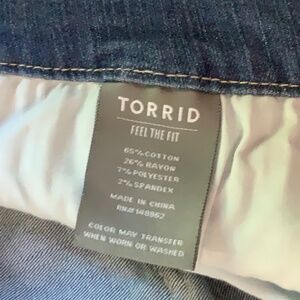 TORRID
FEEL THE FIT
65% COTTON
26% RAYON
7% POLYESTER
2% SPANDEX
MADE IN CHINA
RN# 148862
COLOR MAY TRANSFER
WHEN WORN OR WASHED